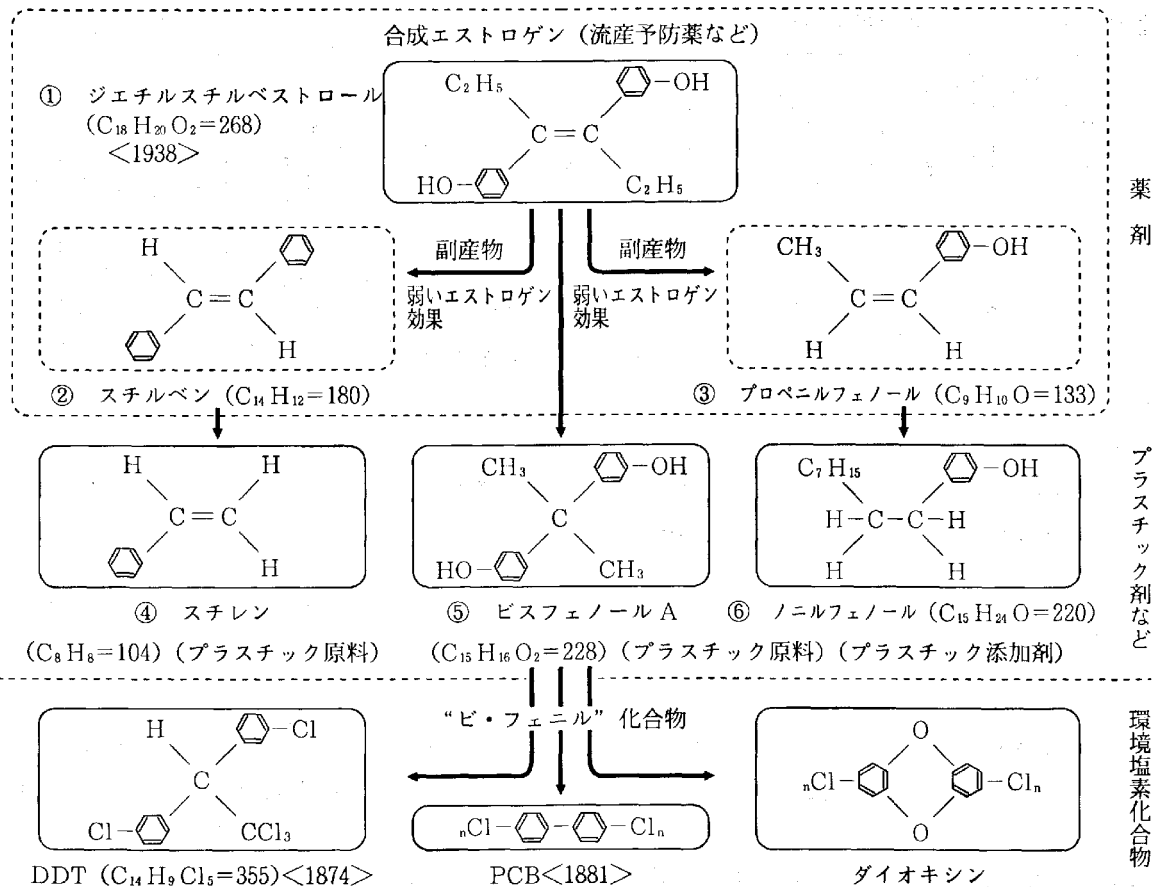 合成エストロゲン (流産予防薬など)
① ジエチルスチルベストロール
(C₁₈H₂₀O₂=268)
<1938>
C₂H₅ OH
C=C
HO C₂H₅
薬剤
副産物 副産物
弱いエストロゲン効果 弱いエストロゲン効果
H
C=C
H
② スチルベン (C₁₄H₁₂=180)
CH₃ OH
C=C
H H
③ プロペニルフェノール (C₉H₁₀O=133)
H H
C=C
H
④ スチレン
(C₈H₈=104) (プラスチック原料)
CH₃ OH
C
HO CH₃
⑤ ビスフェノールA
(C₁₅H₁₆O₂=228) (プラスチック原料)
C₇H₁₅ OH
H-C-C-H
H H
⑥ ノニルフェノール (C₁₅H₂₄O=220)
(プラスチック添加剤)
プラスチック剤など
"ビ・フェニル" 化合物
H Cl
C
Cl CCl₃
DDT (C₁₄H₉Cl₅=355)<1874>
ₙCl Clₙ
PCB<1881>
O
ₙCl Clₙ
O
ダイオキシン
環境塩素化合物